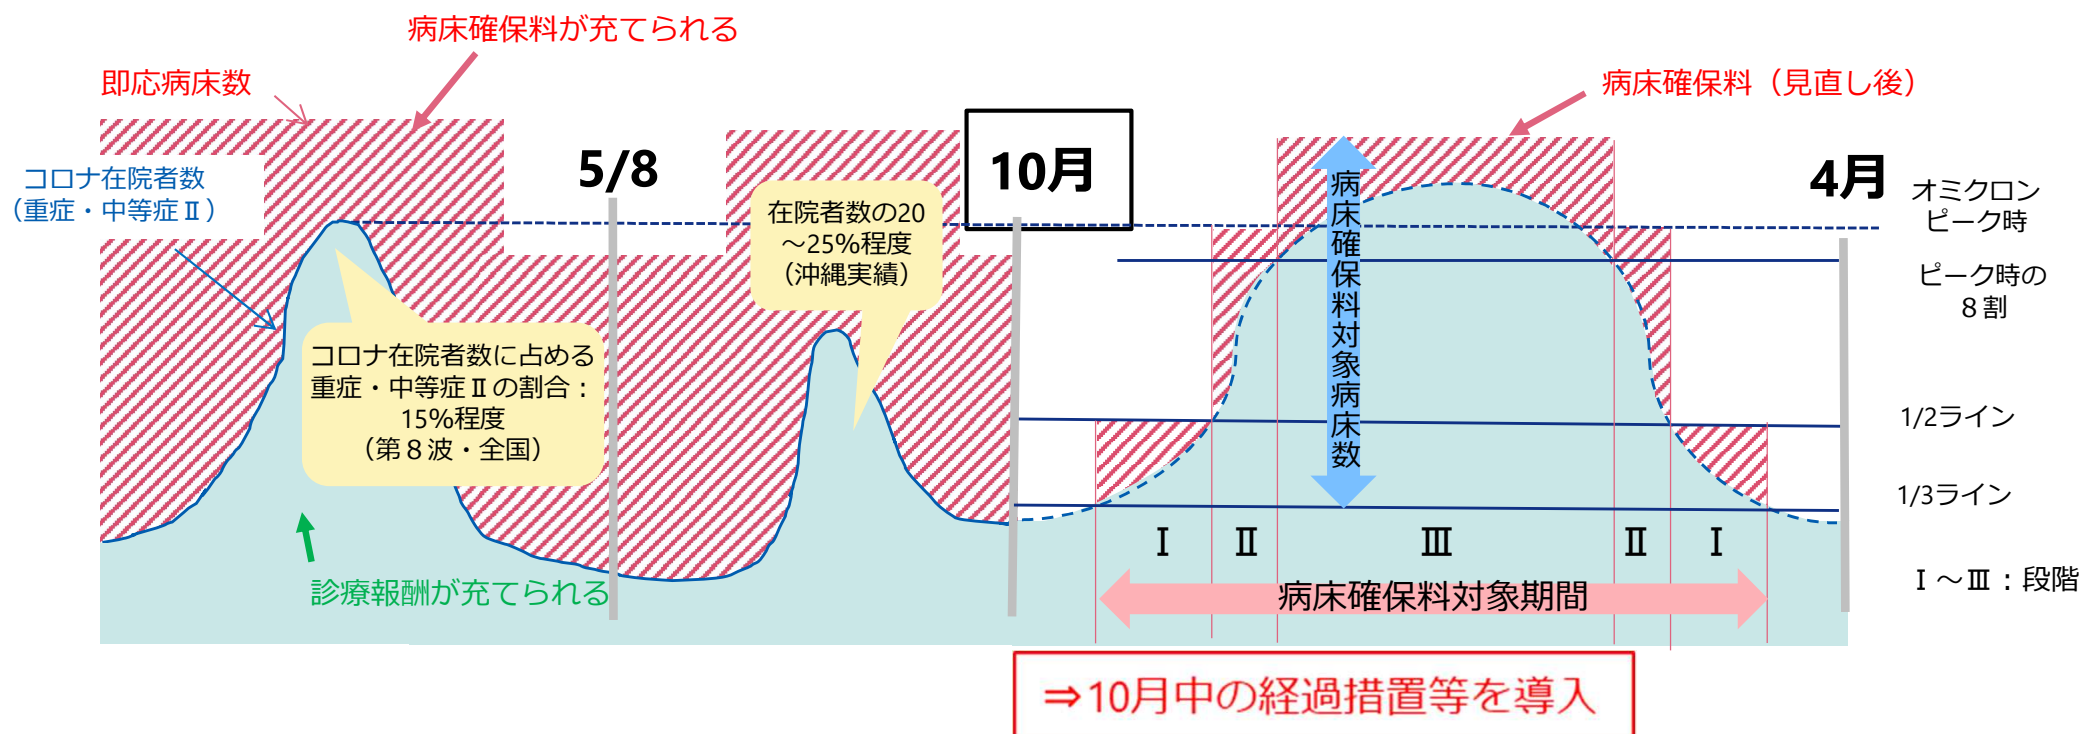 病床確保料が充てられる
即応病床数
病床確保料（見直し後）
コロナ在院者数
（重症・中等症Ⅱ）
5/8
10月
4月
在院者数の20
～25%程度
（沖縄実績）
コロナ在院者数に占める
重症・中等症Ⅱの割合：
15%程度
（第８波・全国）
病床確保料対象病床数
オミクロン
ピーク時
ピーク時の
８割
1/2ライン
1/3ライン
Ⅰ
Ⅱ
Ⅲ
Ⅱ
Ⅰ
Ⅰ～Ⅲ：段階
診療報酬が充てられる
病床確保料対象期間
⇒10月中の経過措置等を導入